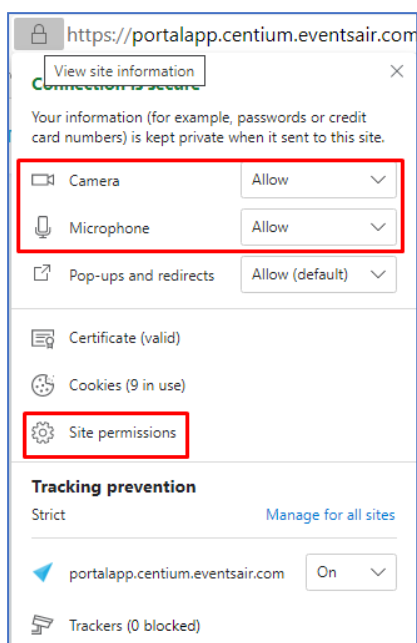 https://portalapp.centium.eventsair.com
View site information
Connection is secure
Your information (for example, passwords or credit
card numbers) is kept private when it sent to this site.
Camera Allow
Microphone Allow
Pop-ups and redirects Allow (default)
Certificate (valid)
Cookies (9 in use)
Site permissions
Tracking prevention
Strict Manage for all sites
portalapp.centium.eventsair.com On
Trackers (0 blocked)